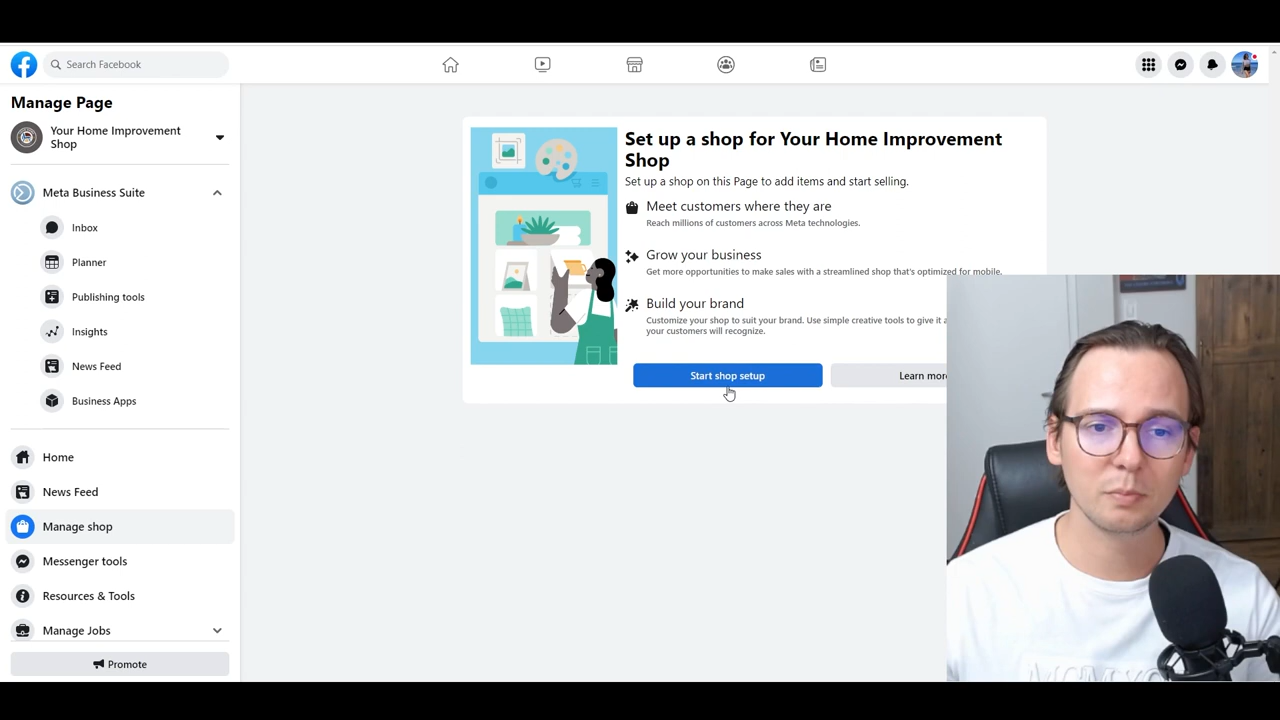 Search Facebook
Manage Page
Your Home Improvement
Shop
Meta Business Suite
Inbox
Planner
Publishing tools
Insights
News Feed
Business Apps
Home
News Feed
Manage shop
Messenger tools
Resources & Tools
Manage Jobs
Promote
Set up a shop for Your Home Improvement
Shop
Set up a shop on this Page to add items and start selling.
Meet customers where they are
Reach millions of customers across Meta technologies.
Grow your business
Get more opportunities to make sales with a streamlined shop that's optimized for mobile.
Build your brand
Customize your shop to suit your brand. Use simple creative tools to give it a
your customers will recognize.
Start shop setup
Learn more